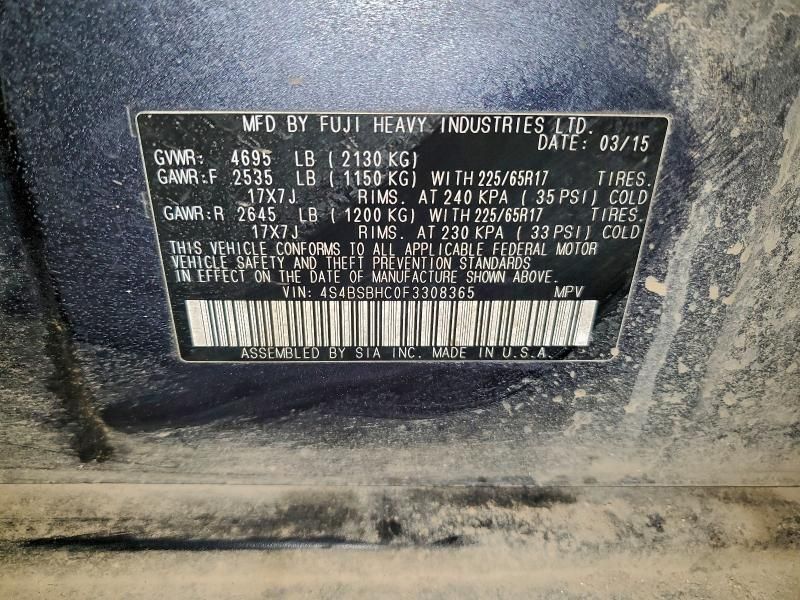 MFD BY FUJI HEAVY INDUSTRIES LTD.
DATE: 03/15
GVWR: 4695 LB ( 2130 KG)
GAWR:F 2535 LB ( 1150 KG) WITH 225/65R17 TIRES.
17X7J RIMS. AT 240 KPA ( 35 PSI) COLD
GAWR:R 2645 LB ( 1200 KG) WITH 225/65R17 TIRES.
17X7J RIMS. AT 230 KPA ( 33 PSI) COLD
THIS VEHICLE CONFORMS TO ALL APPLICABLE FEDERAL MOTOR
VEHICLE SAFETY AND THEFT PREVENTION STANDARDS
IN EFFECT ON THE DATE OF MANUFACTURE SHOWN ABOVE.
VIN: 4S4BSBHC0F3308365 MPV
ASSEMBLED BY SIA INC. MADE IN U.S.A.